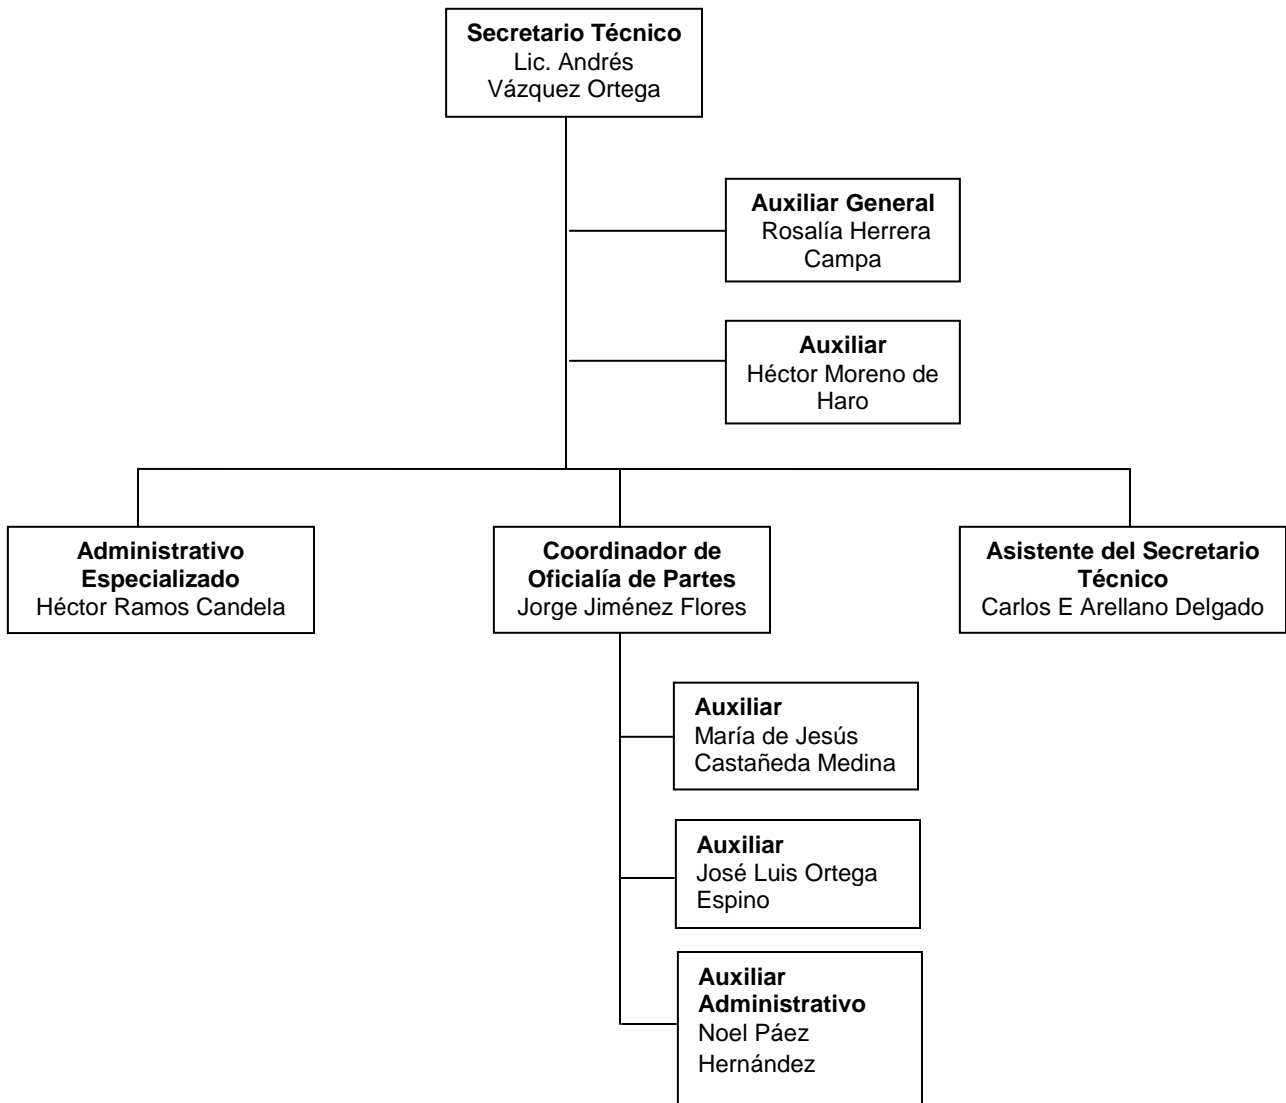 Secretario Técnico
Lic. Andrés
Vázquez Ortega
Auxiliar General
Rosalía Herrera
Campa
Auxiliar
Héctor Moreno de
Haro
Administrativo
Especializado
Héctor Ramos Candela
Coordinador de
Oficialía de Partes
Jorge Jiménez Flores
Asistente del Secretario
Técnico
Carlos E Arellano Delgado
Auxiliar
María de Jesús
Castañeda Medina
Auxiliar
José Luis Ortega
Espino
Auxiliar
Administrativo
Noel Páez
Hernández